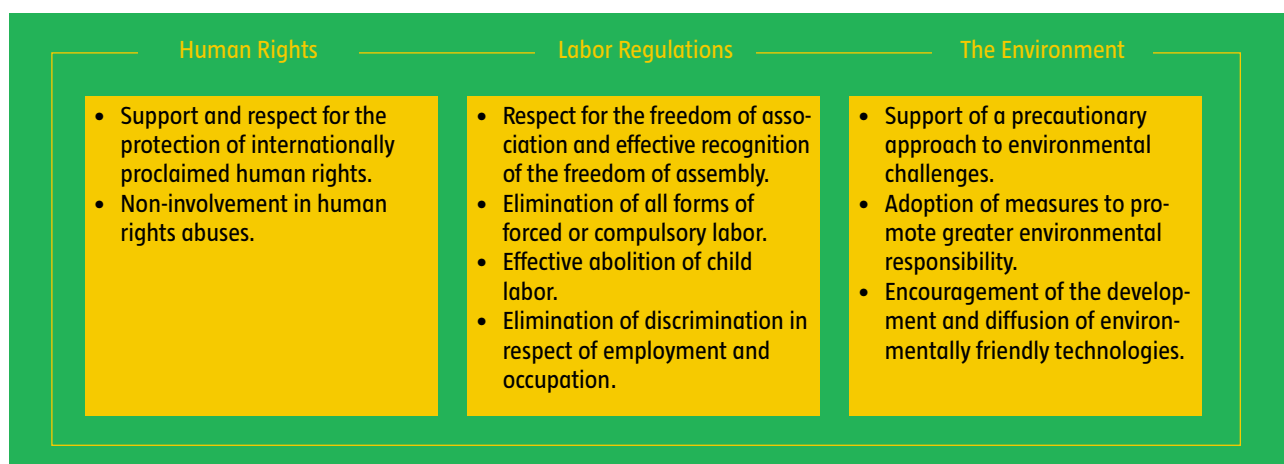 Human Rights
Labor Regulations
The Environment
• Support and respect for the
protection of internationally
proclaimed human rights.
• Non-involvement in human
rights abuses.
• Respect for the freedom of asso-
ciation and effective recognition
of the freedom of assembly.
• Elimination of all forms of
forced or compulsory labor.
• Effective abolition of child
labor.
• Elimination of discrimination in
respect of employment and
occupation.
• Support of a precautionary
approach to environmental
challenges.
• Adoption of measures to pro-
mote greater environmental
responsibility.
• Encouragement of the develop-
ment and diffusion of environ-
mentally friendly technologies.